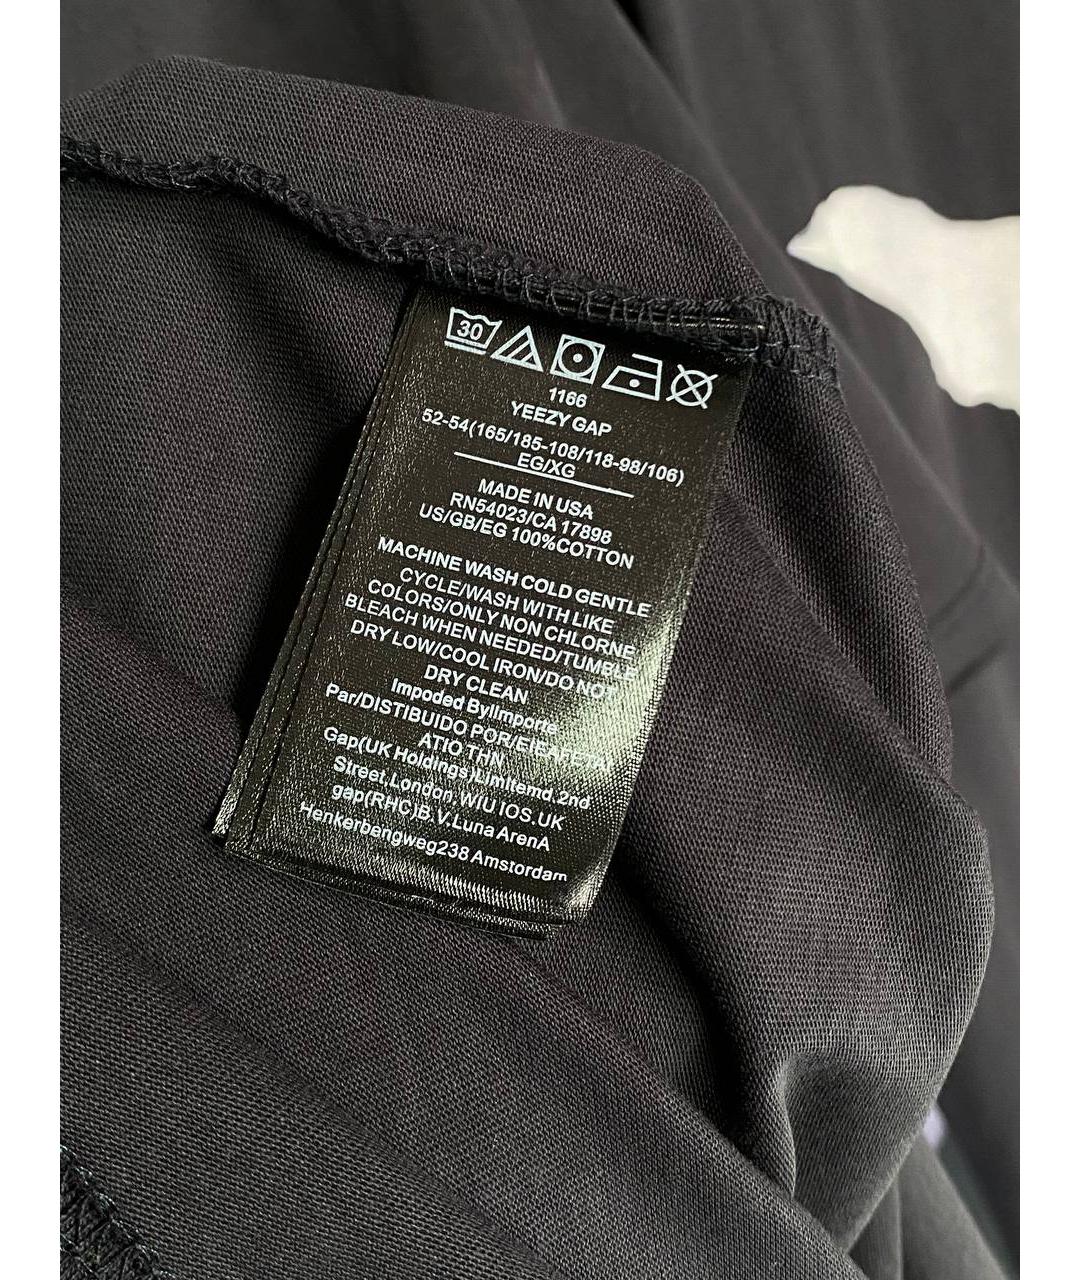 30
1166
YEEZY GAP
52-54(165/185-108/118-98/106)
EG/XG
MADE IN USA
RN54023/CA 17898
US/GB/EG 100%COTTON
MACHINE WASH COLD GENTLE
CYCLE/WASH WITH LIKE
COLORS/ONLY NON CHLORNE
BLEACH WHEN NEEDED/TUMBLE
DRY LOW/COOL IRON/DO NOT
DRY CLEAN
Impoded ByIImporte
Par/DISTIBUIDO POR/
ATIO THN
Gap(UK Holdings)Limitemd.2nd
Street.London,WIU IOS.UK
gap(RHC)B.V.Luna ArenA
Henkerbengweg238 Amstordam